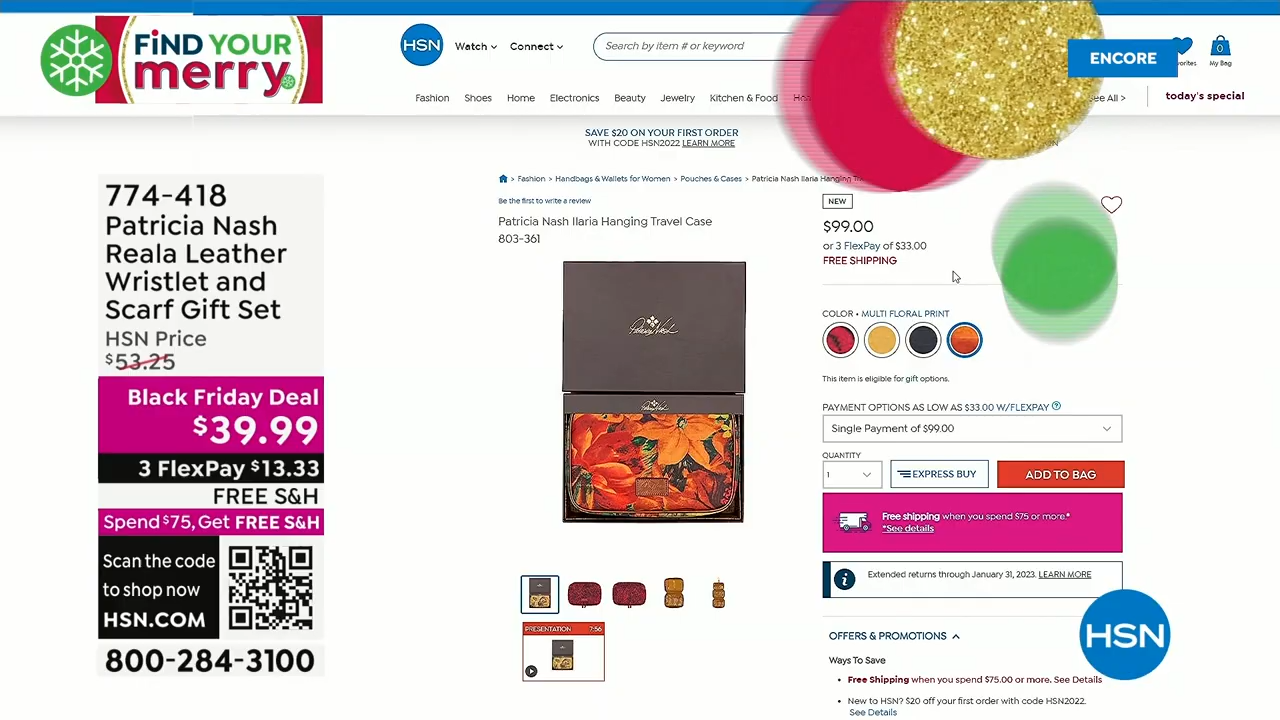 FiND YOUR
merry
HSN
Watch
Connect
Search by item # or keyword
ENCORE
My Bag
0
Fashion Shoes Home Electronics Beauty Jewelry Kitchen & Food
See All >
today's special
SAVE $20 ON YOUR FIRST ORDER
WITH CODE HSN2022 LEARN MORE
> Fashion > Handbags & Wallets for Women > Pouches & Cases > Patricia Nash Ilaria Hanging
Be the first to write a review
Patricia Nash Ilaria Hanging Travel Case
803-361
Patricia Nash
Patricia Nash
PRESENTATION 7:56
NEW
$99.00
or 3 FlexPay of $33.00
FREE SHIPPING
COLOR • MULTI FLORAL PRINT
This item is eligible for gift options.
PAYMENT OPTIONS AS LOW AS $33.00 W/FLEXPAY ?
Single Payment of $99.00
QUANTITY
1
EXPRESS BUY
ADD TO BAG
Free shipping when you spend $75 or more.*
*See details
i
Extended returns through January 31, 2023. LEARN MORE
OFFERS & PROMOTIONS
Ways To Save
• Free Shipping when you spend $75.00 or more. See Details
• New to HSN? $20 off your first order with code HSN2022.
See Details
HSN
774-418
Patricia Nash
Reala Leather
Wristlet and
Scarf Gift Set
HSN Price
$53.25
Black Friday Deal
$39.99
3 FlexPay $13.33
FREE S&H
Spend $75, Get FREE S&H
Scan the code
to shop now
HSN.COM
800-284-3100